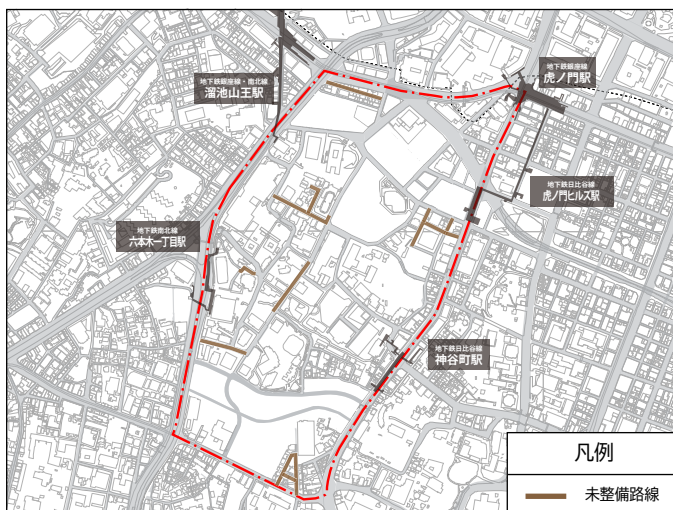 地下鉄銀座線・南北線
溜池山王駅
地下鉄銀座線
虎ノ門駅
地下鉄日比谷線
虎ノ門ヒルズ駅
地下鉄南北線
六本木一丁目駅
地下鉄日比谷線
神谷町駅
凡例
未整備路線